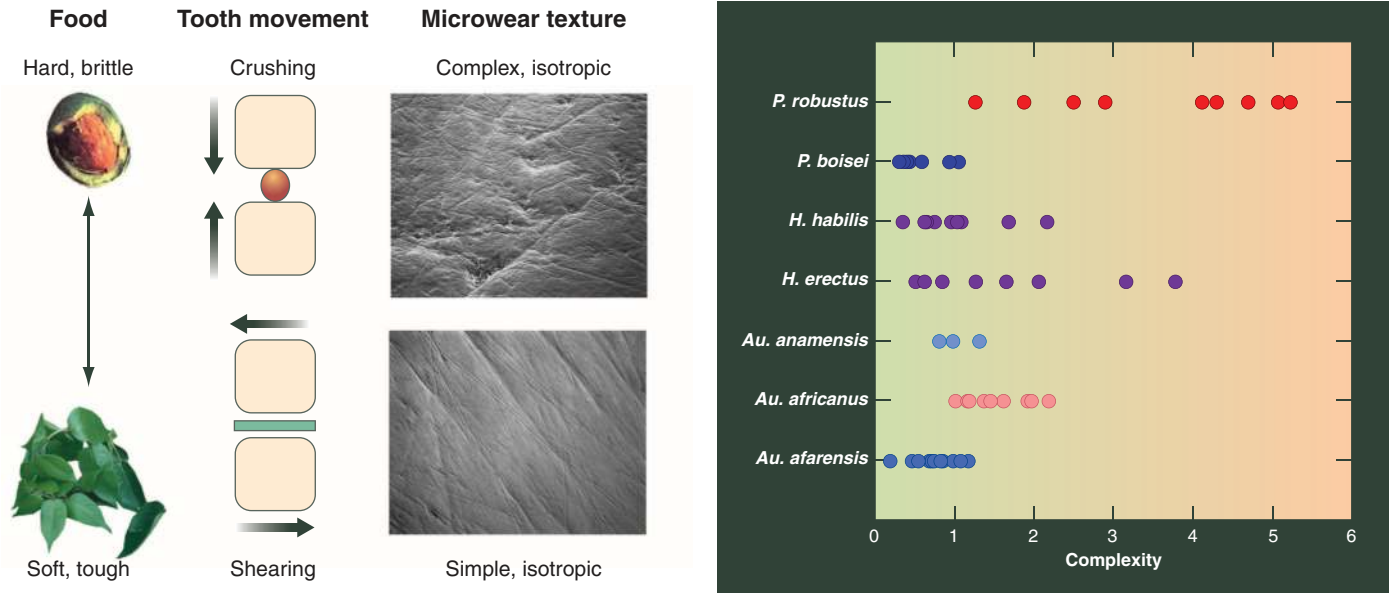 Food
Tooth movement
Microwear texture
Hard, brittle
Crushing
Complex, isotropic
Soft, tough
Shearing
Simple, isotropic
P. robustus
P. boisei
H. habilis
H. erectus
Au. anamensis
Au. africanus
Au. afarensis
0 1 2 3 4 5 6
Complexity